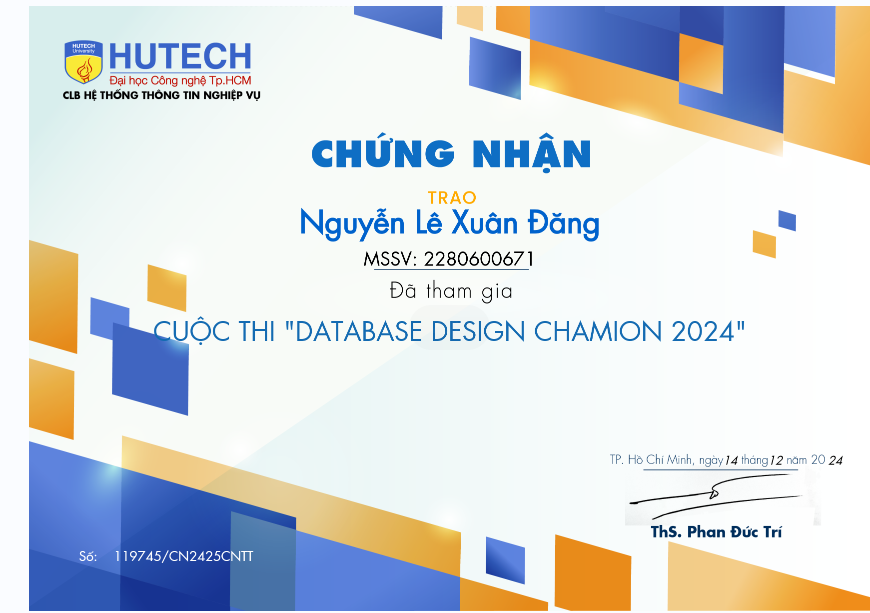 HUTECH
University
HUTECH
Đại học Công nghệ Tp.HCM
CLB HỆ THỐNG THÔNG TIN NGHIỆP VỤ
CHỨNG NHẬN
TRAO
Nguyễn Lê Xuân Đăng
MSSV: 2280600671
Đã tham gia
CUỘC THI "DATABASE DESIGN CHAMION 2024"
TP. Hồ Chí Minh, ngày 14 tháng 12 năm 20 24
ThS. Phan Đức Trí
Số: 119745/CN2425CNTT